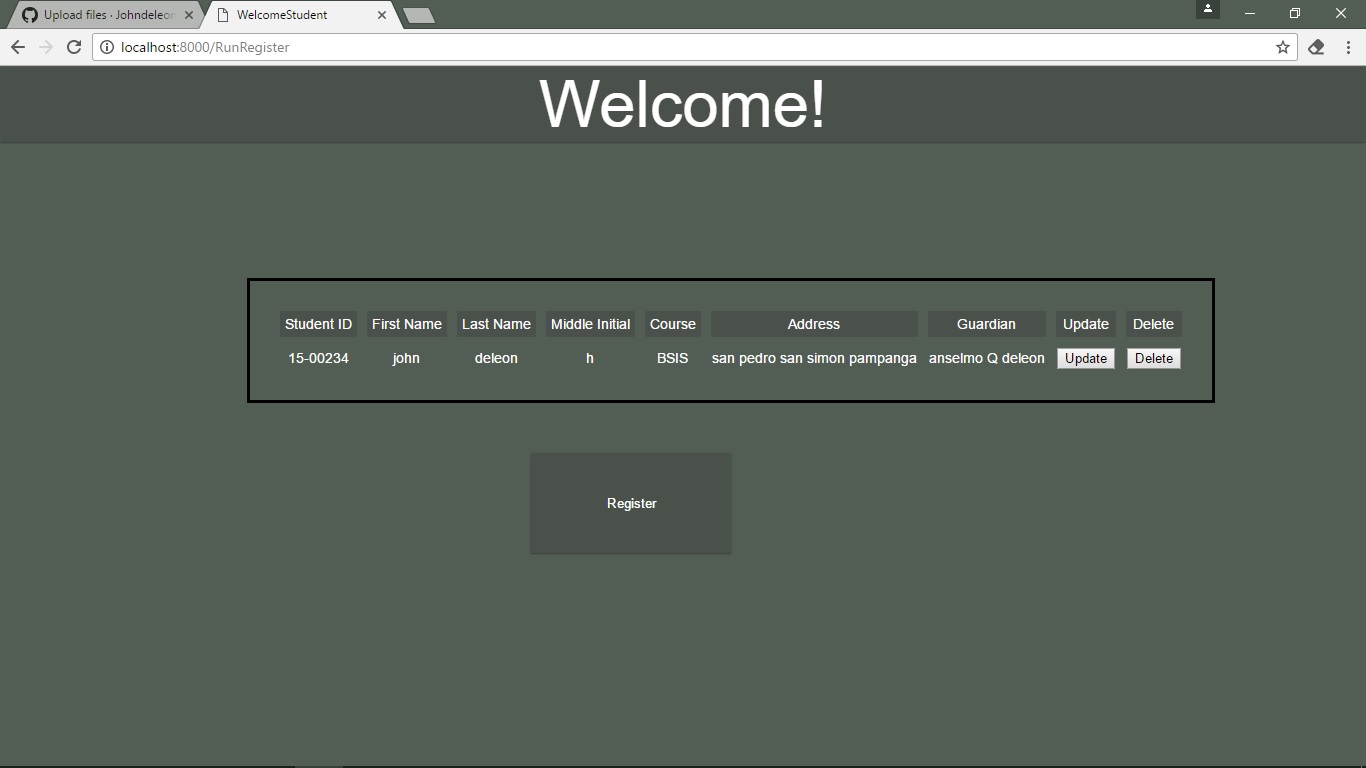 Upload files · Johndeleon WelcomeStudent
localhost:8000/RunRegister
Welcome!
Student ID First Name Last Name Middle Initial Course Address Guardian Update Delete
15-00234 john deleon h BSIS san pedro san simon pampanga anselmo Q deleon Update Delete
Register